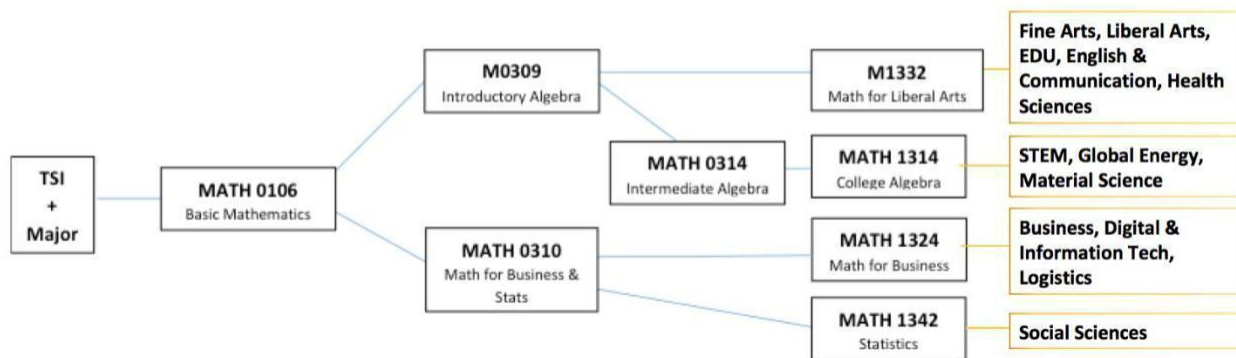 TSI
+
Major
MATH 0106
Basic Mathematics
M0309
Introductory Algebra
MATH 0310
Math for Business &
Stats
MATH 0314
Intermediate Algebra
M1332
Math for Liberal Arts
MATH 1314
College Algebra
MATH 1324
Math for Business
MATH 1342
Statistics
Fine Arts, Liberal Arts,
EDU, English &
Communication, Health
Sciences
STEM, Global Energy,
Material Science
Business, Digital &
Information Tech,
Logistics
Social Sciences